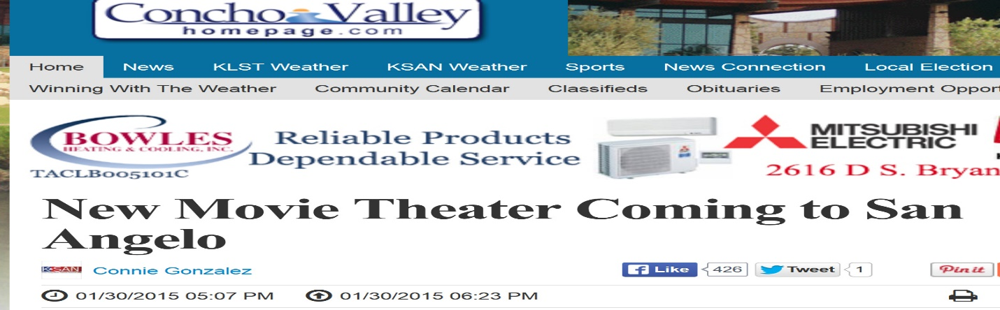 Concho Valley
homepage.com
Home News KLST Weather KSAN Weather Sports News Connection Local Election
Winning With The Weather Community Calendar Classifieds Obituaries Employment Opport
BOWLES
HEATING & COOLING, INC.
TACLB005101C
Reliable Products
Dependable Service
MITSUBISHI
ELECTRIC
2616 D S. Bryan
New Movie Theater Coming to San
Angelo
KSAN Connie Gonzalez Like 426 Tweet 1 Pin it
01/30/2015 05:07 PM 01/30/2015 06:23 PM